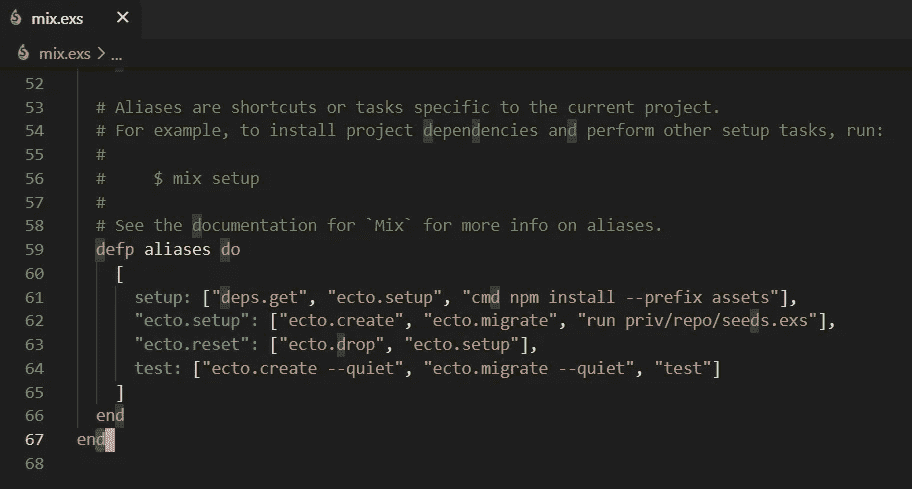 mix.exs ✕
mix.exs > ...
52
53 # Aliases are shortcuts or tasks specific to the current project.
54 # For example, to install project dependencies and perform other setup tasks, run:
55 #
56 #     $ mix setup
57 #
58 # See the documentation for `Mix` for more info on aliases.
59 defp aliases do
60   [
61     setup: ["deps.get", "ecto.setup", "cmd npm install --prefix assets"],
62     "ecto.setup": ["ecto.create", "ecto.migrate", "run priv/repo/seeds.exs"],
63     "ecto.reset": ["ecto.drop", "ecto.setup"],
64     test: ["ecto.create --quiet", "ecto.migrate --quiet", "test"]
65   ]
66 end
67 end
68